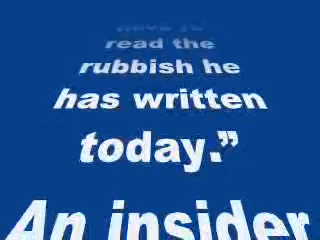 read the
rubbish he
has written
today.”
An insider